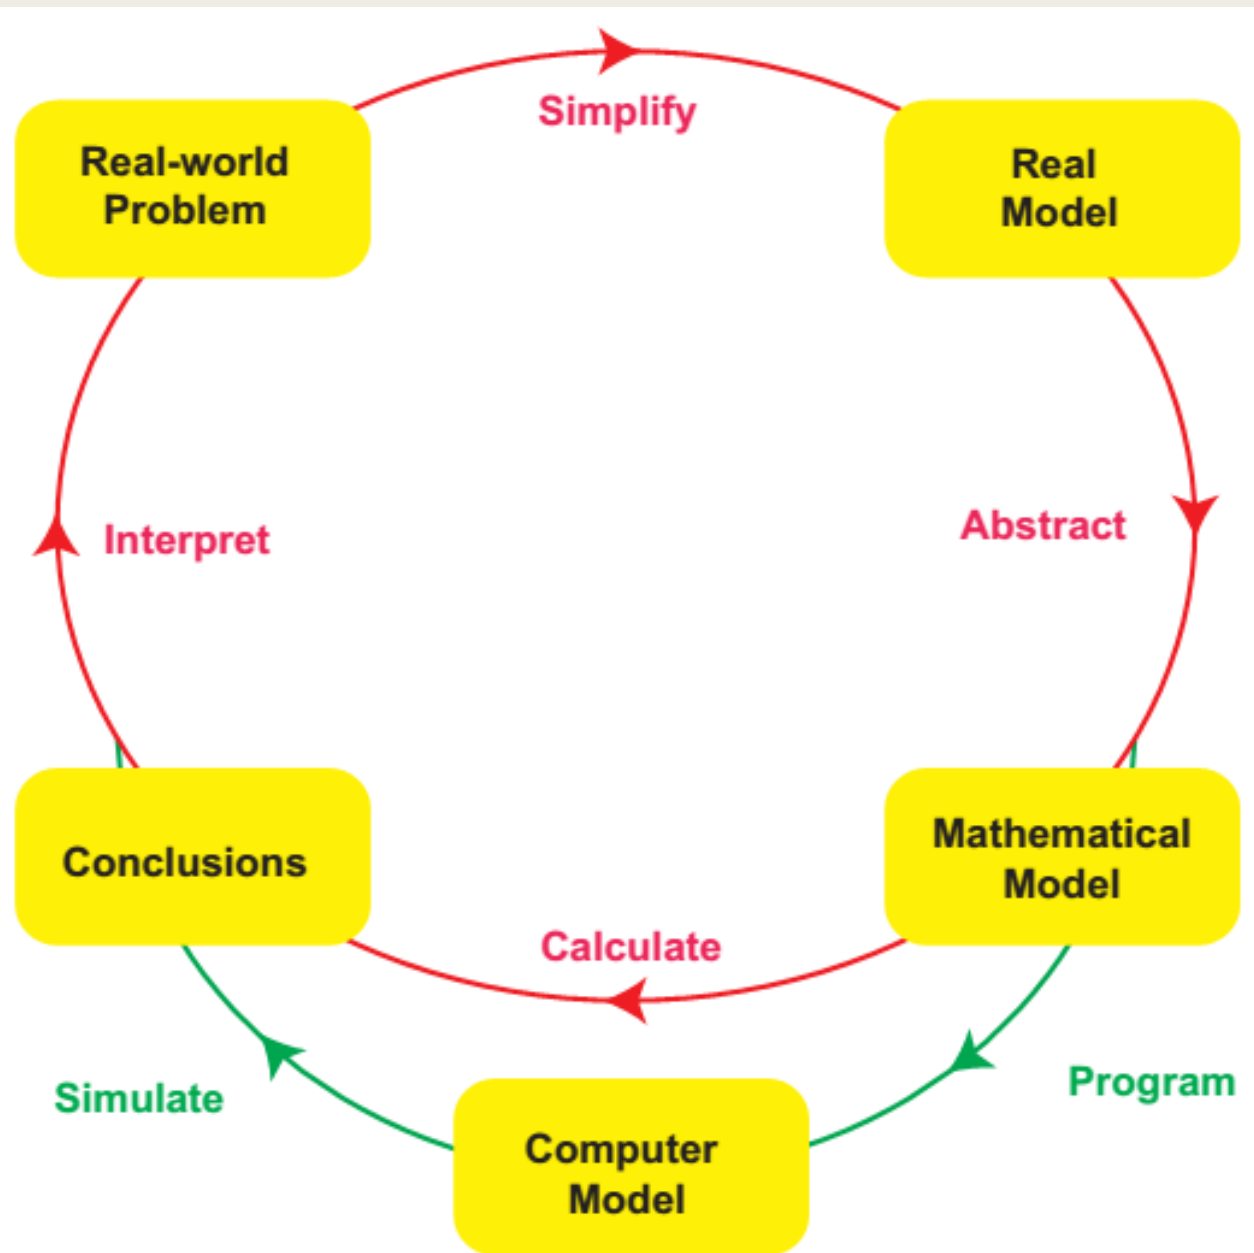 Simplify
Real-world
Problem
Real
Model
Interpret
Abstract
Conclusions
Mathematical
Model
Calculate
Simulate
Program
Computer
Model